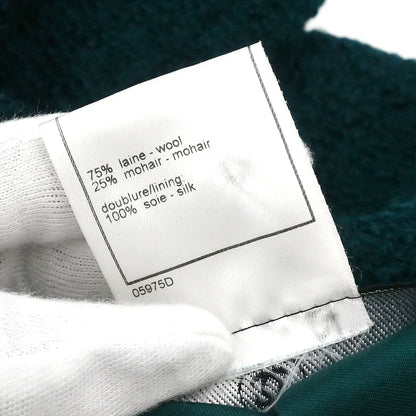 75% laine - wool
25% mohair - mohair
doublure/lining:
100% soie - silk
05975D